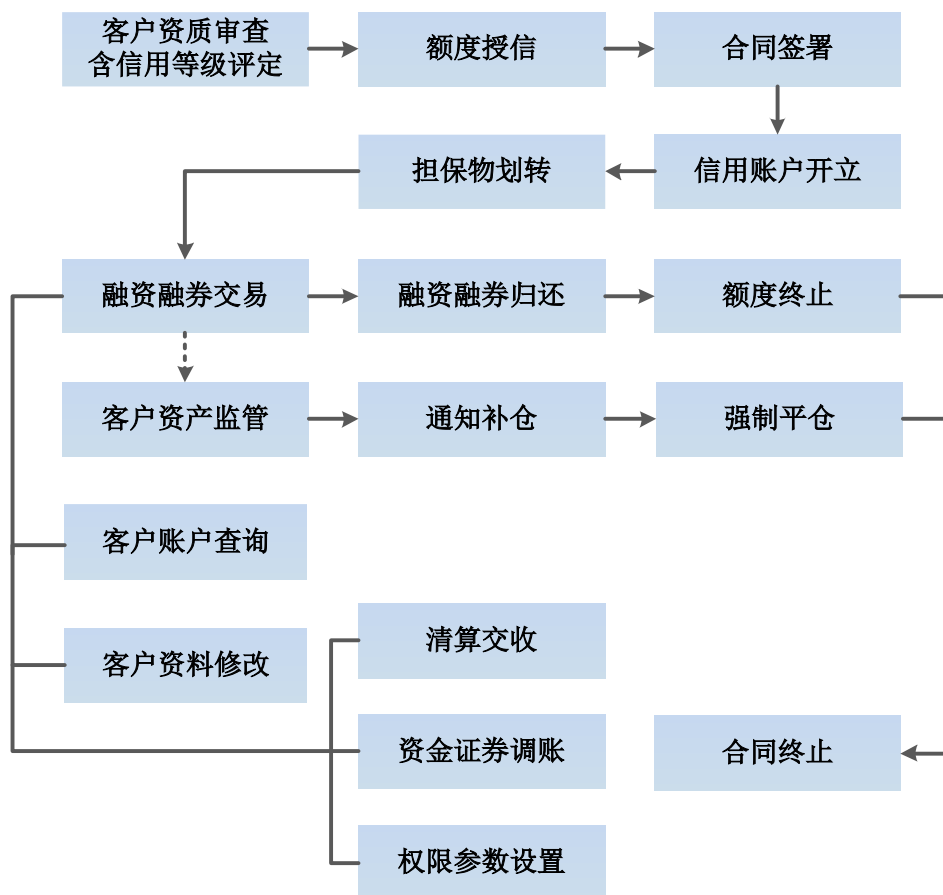 客户资质审查
含信用等级评定
额度授信
合同签署
担保物划转
信用账户开立
融资融券交易
融资融券归还
额度终止
客户资产监管
通知补仓
强制平仓
客户账户查询
清算交收
客户资料修改
资金证券调账
合同终止
权限参数设置